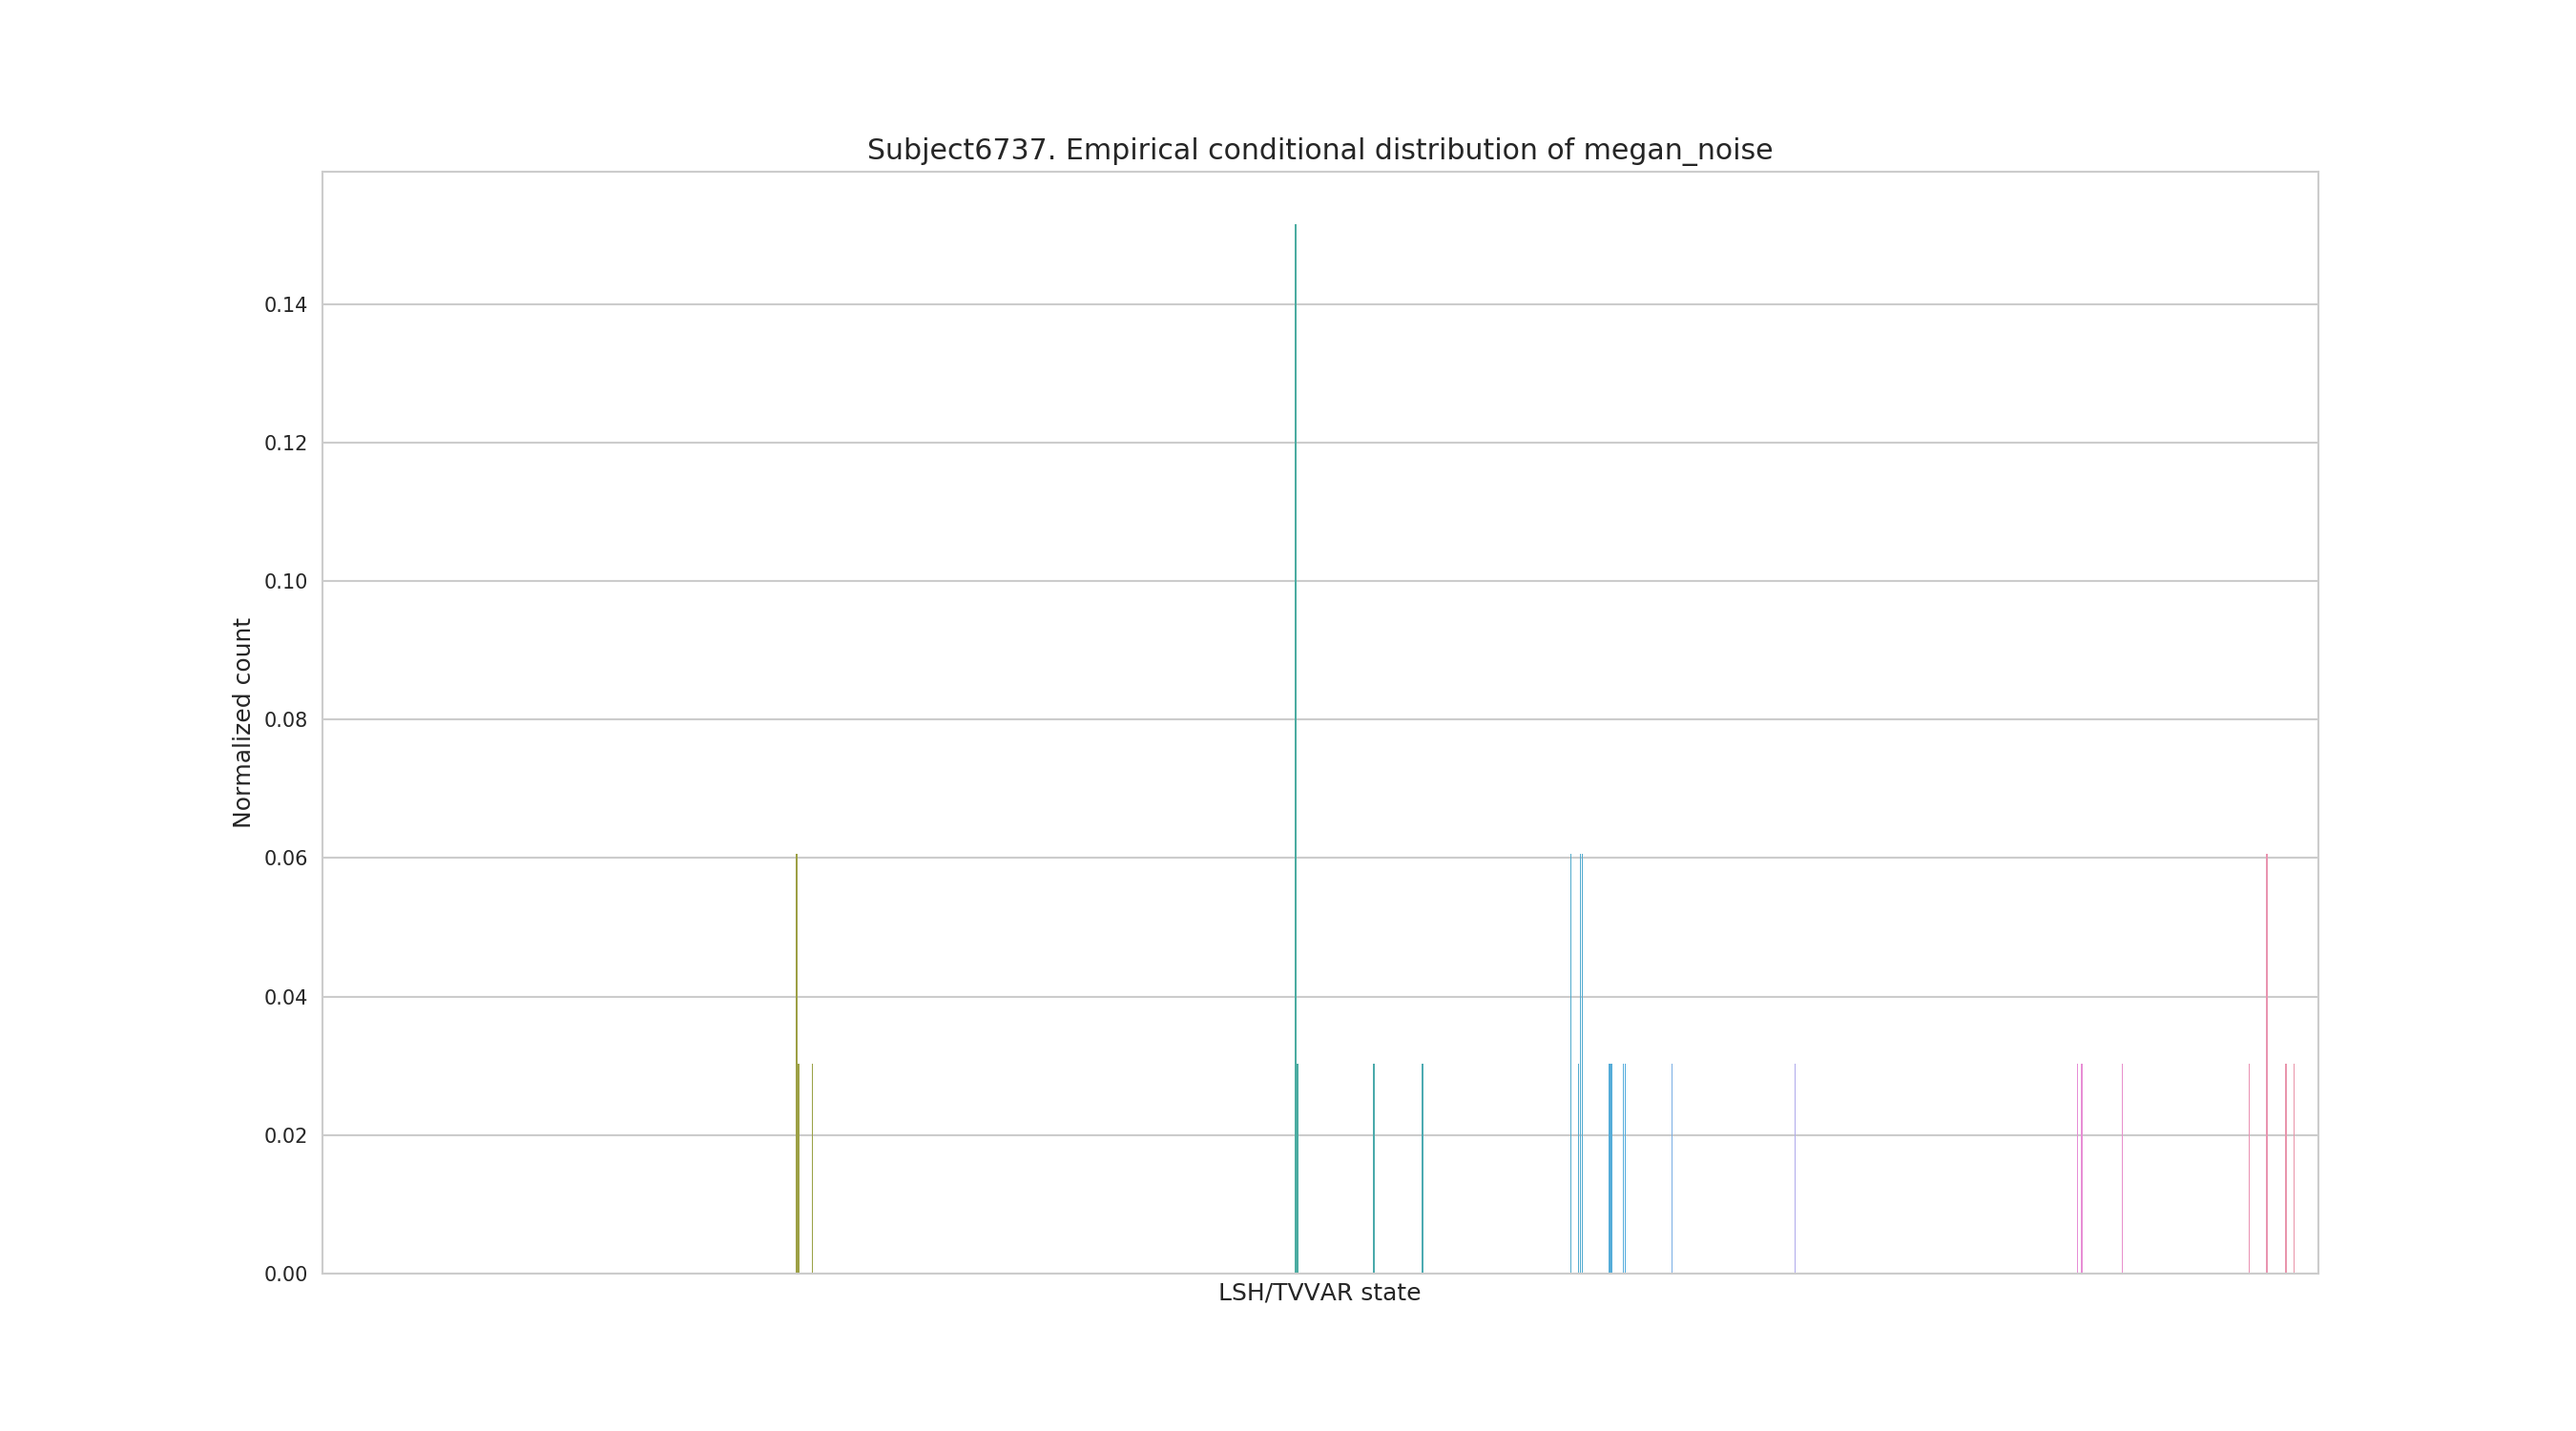 Subject6737. Empirical conditional distribution of megan_noise
0.14
0.12
0.10
0.08
0.06
0.04
0.02
0.00
Normalized count
LSH/TVVAR state